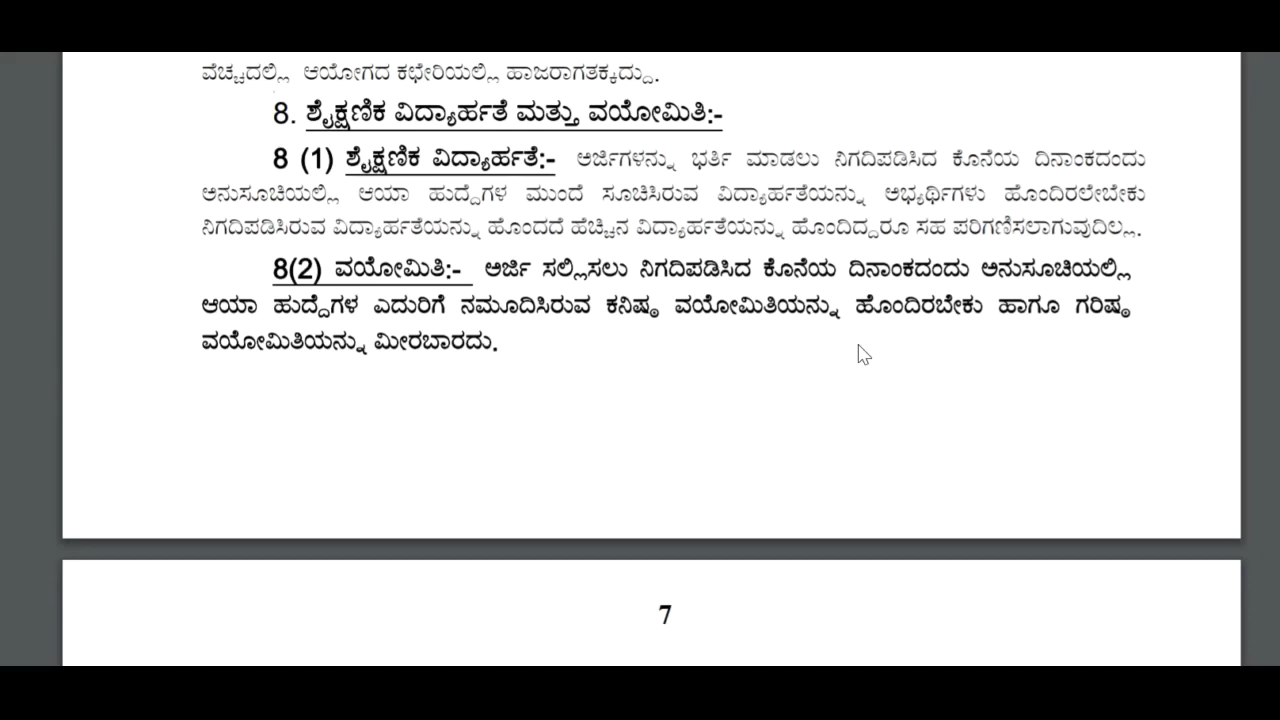 ವೆಚ್ಚದಲ್ಲಿ ಆಯೋಗದ ಕಛೇರಿಯಲ್ಲಿ ಹಾಜರಾಗತಕ್ಕದ್ದು.
8. ಶೈಕ್ಷಣಿಕ ವಿದ್ಯಾರ್ಹತೆ ಮತ್ತು ವಯೋಮಿತಿ:-
8 (1) ಶೈಕ್ಷಣಿಕ ವಿದ್ಯಾರ್ಹತೆ:- ಅರ್ಜಿಗಳನ್ನು ಭರ್ತಿ ಮಾಡಲು ನಿಗದಿಪಡಿಸಿದ ಕೊನೆಯ ದಿನಾಂಕದಂದು
ಅನುಸೂಚಿಯಲ್ಲಿ ಆಯಾ ಹುದ್ದೆಗಳ ಮುಂದೆ ಸೂಚಿಸಿರುವ ವಿದ್ಯಾರ್ಹತೆಯನ್ನು ಅಭ್ಯರ್ಥಿಗಳು ಹೊಂದಿರಲೇಬೇಕು
ನಿಗದಿಪಡಿಸಿರುವ ವಿದ್ಯಾರ್ಹತೆಯನ್ನು ಹೊಂದದೆ ಹೆಚ್ಚಿನ ವಿದ್ಯಾರ್ಹತೆಯನ್ನು ಹೊಂದಿದ್ದರೂ ಸಹ ಪರಿಗಣಿಸಲಾಗುವುದಿಲ್ಲ.
8(2) ವಯೋಮಿತಿ:- ಅರ್ಜಿ ಸಲ್ಲಿಸಲು ನಿಗದಿಪಡಿಸಿದ ಕೊನೆಯ ದಿನಾಂಕದಂದು ಅನುಸೂಚಿಯಲ್ಲಿ
ಆಯಾ ಹುದ್ದೆಗಳ ಎದುರಿಗೆ ನಮೂದಿಸಿರುವ ಕನಿಷ್ಠ ವಯೋಮಿತಿಯನ್ನು ಹೊಂದಿರಬೇಕು ಹಾಗೂ ಗರಿಷ್ಠ
ವಯೋಮಿತಿಯನ್ನು ಮೀರಬಾರದು.
7